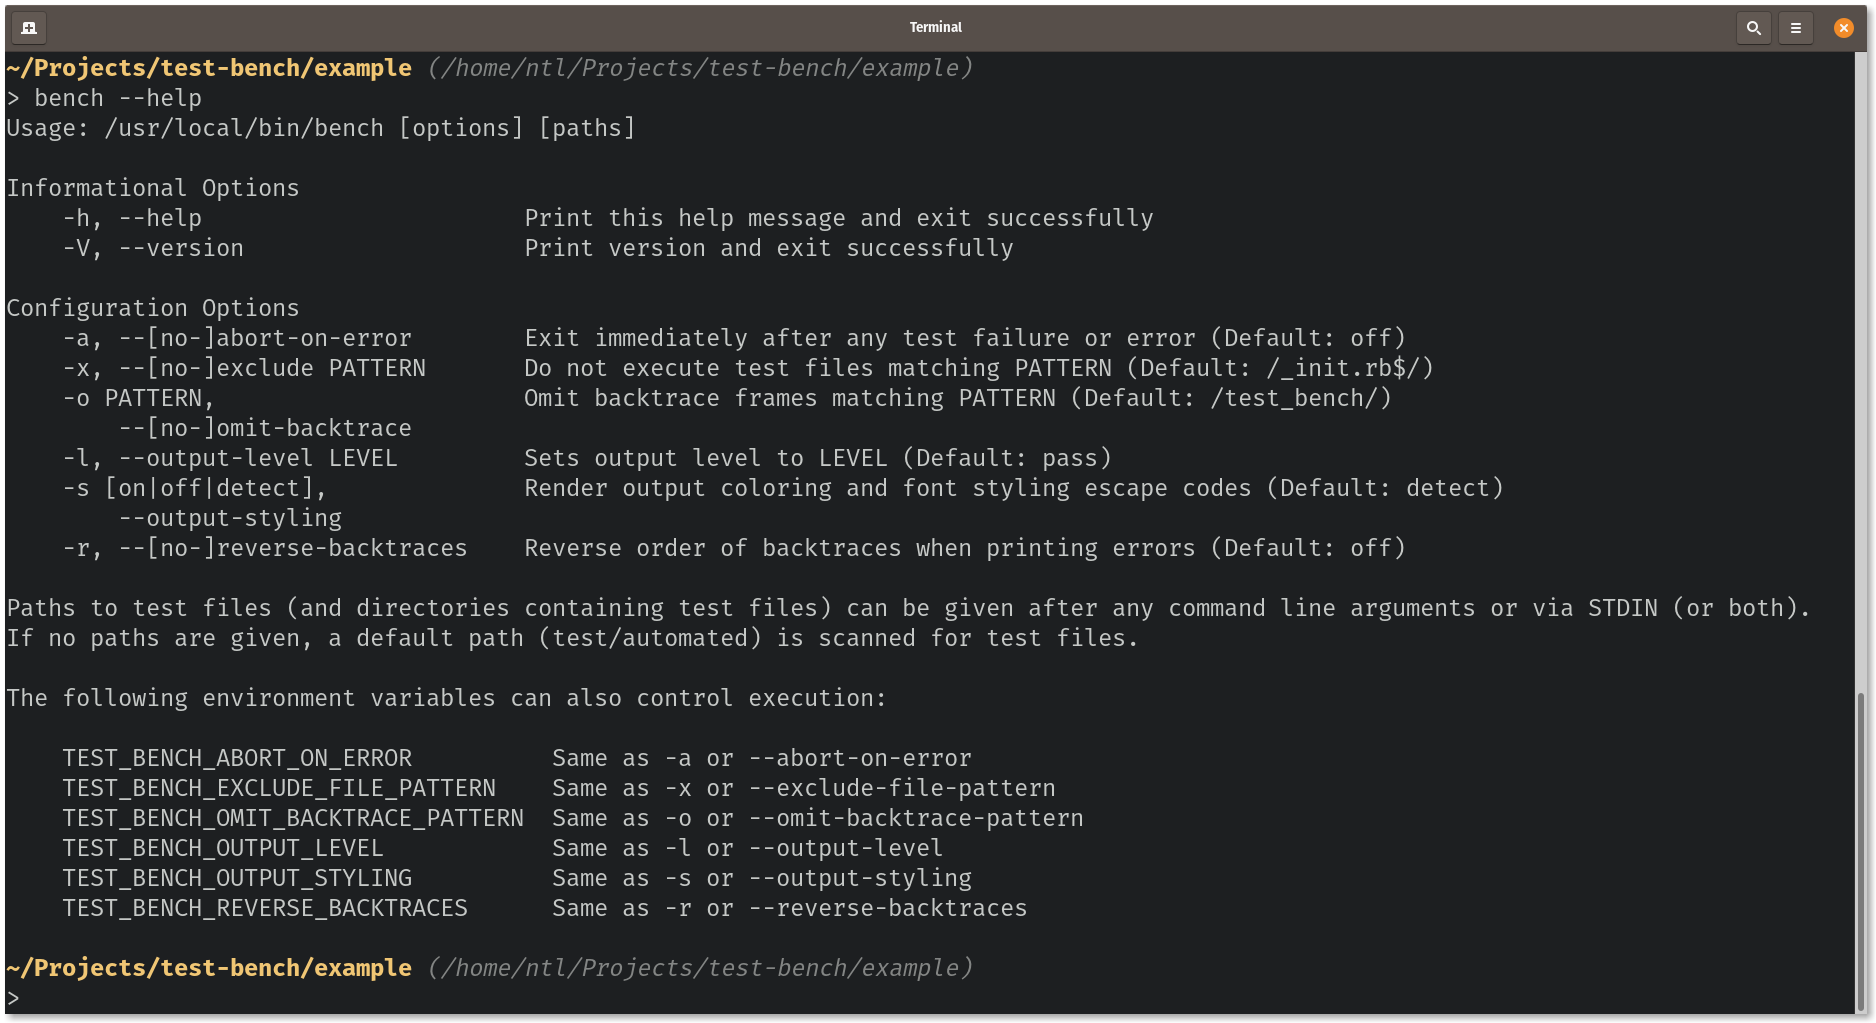 Terminal
~/Projects/test-bench/example (/home/ntl/Projects/test-bench/example)
> bench --help
Usage: /usr/local/bin/bench [options] [paths]
Informational Options
    -h, --help                       Print this help message and exit successfully
    -V, --version                    Print version and exit successfully
Configuration Options
    -a, --[no-]abort-on-error        Exit immediately after any test failure or error (Default: off)
    -x, --[no-]exclude PATTERN       Do not execute test files matching PATTERN (Default: /_init.rb$/)
    -o PATTERN,                      Omit backtrace frames matching PATTERN (Default: /test_bench/)
        --[no-]omit-backtrace
    -l, --output-level LEVEL         Sets output level to LEVEL (Default: pass)
    -s [on|off|detect],              Render output coloring and font styling escape codes (Default: detect)
        --output-styling
    -r, --[no-]reverse-backtraces    Reverse order of backtraces when printing errors (Default: off)
Paths to test files (and directories containing test files) can be given after any command line arguments or via STDIN (or both).
If no paths are given, a default path (test/automated) is scanned for test files.
The following environment variables can also control execution:
    TEST_BENCH_ABORT_ON_ERROR          Same as -a or --abort-on-error
    TEST_BENCH_EXCLUDE_FILE_PATTERN    Same as -x or --exclude-file-pattern
    TEST_BENCH_OMIT_BACKTRACE_PATTERN  Same as -o or --omit-backtrace-pattern
    TEST_BENCH_OUTPUT_LEVEL            Same as -l or --output-level
    TEST_BENCH_OUTPUT_STYLING          Same as -s or --output-styling
    TEST_BENCH_REVERSE_BACKTRACES      Same as -r or --reverse-backtraces
~/Projects/test-bench/example (/home/ntl/Projects/test-bench/example)
>